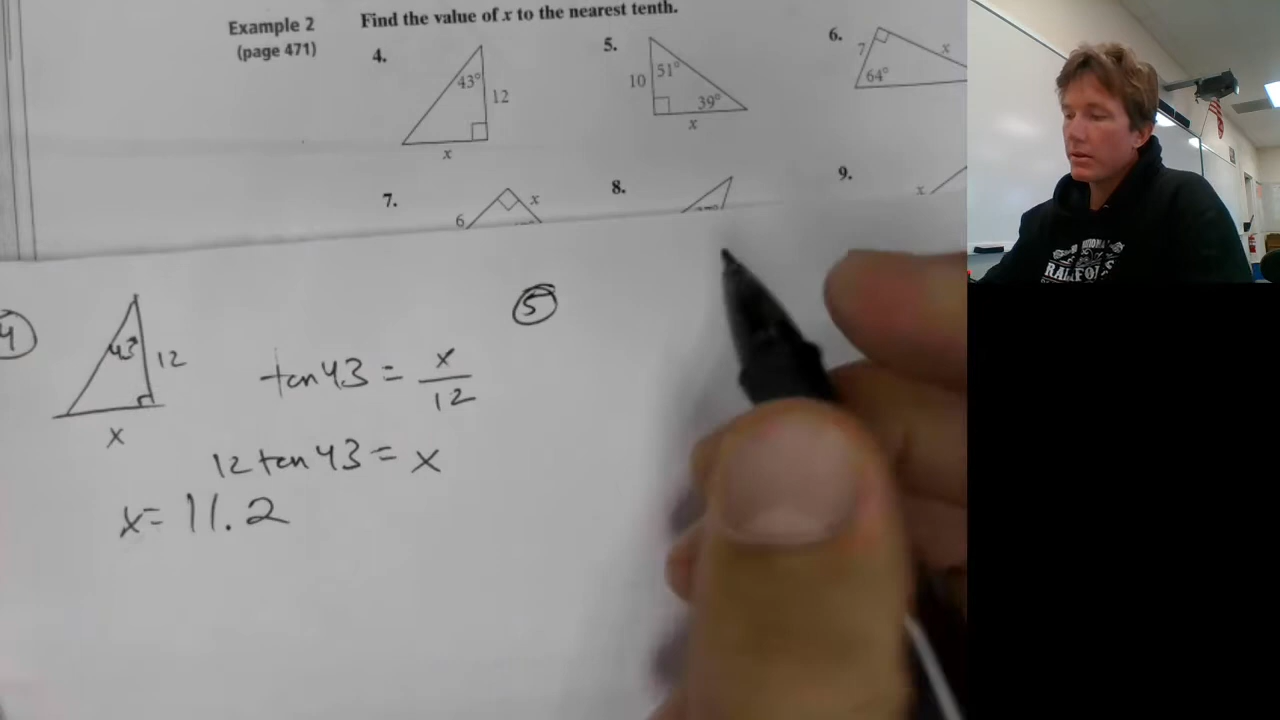 Example 2
(page 471)
Find the value of x to the nearest tenth.
4.
43°
12
x
5.
10
51°
39°
x
6.
7
64°
x
7.
6
x
8.
9.
x
4
43°
12
x
tan 43 = x/12
12 tan 43 = x
x = 11.2
5